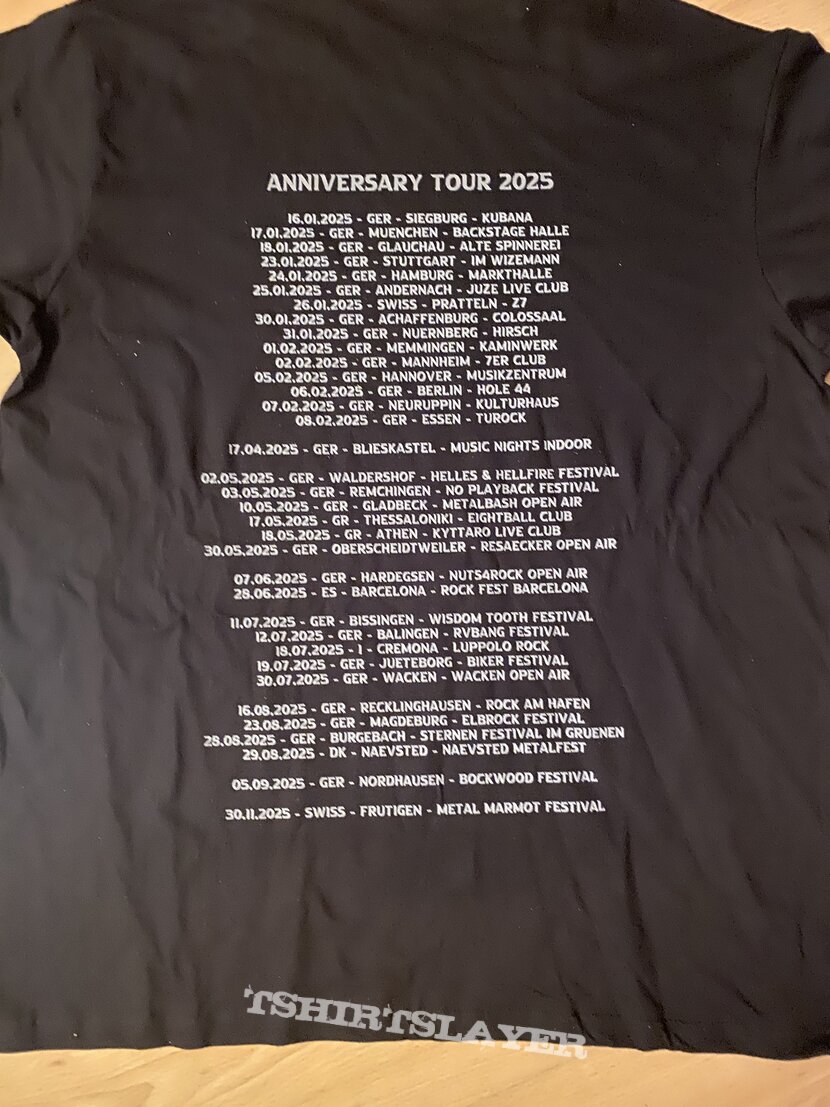 ANNIVERSARY TOUR 2025
16.01.2025 - GER - SIEGBURG - KUBANA
17.01.2025 - GER - MUENCHEN - BACKSTAGE HALLE
18.01.2025 - GER - GLAUCHAU - ALTE SPINNEREI
23.01.2025 - GER - STUTTGART - IM WIZEMANN
24.01.2025 - GER - HAMBURG - MARKTHALLE
25.01.2025 - GER - ANDERNACH - JUZE LIVE CLUB
26.01.2025 - SWISS - PRATTELN - Z7
30.01.2025 - GER - ACHAFFENBURG - COLOSSAAL
31.01.2025 - GER - NUERNBERG - HIRSCH
01.02.2025 - GER - MEMMINGEN - KAMINWERK
02.02.2025 - GER - MANNHEIM - 7ER CLUB
05.02.2025 - GER - HANNOVER - MUSIKZENTRUM
06.02.2025 - GER - BERLIN - HOLE 44
07.02.2025 - GER - NEURUPPIN - KULTURHAUS
08.02.2025 - GER - ESSEN - TUROCK
17.04.2025 - GER - BLIESKASTEL - MUSIC NIGHTS INDOOR
02.05.2025 - GER - WALDERSHOF - HELLES & HELLFIRE FESTIVAL
03.05.2025 - GER - REMCHINGEN - NO PLAYBACK FESTIVAL
10.05.2025 - GER - GLADBECK - METALBASH OPEN AIR
17.05.2025 - GR - THESSALONIKI - EIGHTBALL CLUB
18.05.2025 - GR - ATHEN - KYTTARO LIVE CLUB
30.05.2025 - GER - OBERSCHEIDTWEILER - RESAECKER OPEN AIR
07.06.2025 - GER - HARDEGSEN - NUTS4ROCK OPEN AIR
28.06.2025 - ES - BARCELONA - ROCK FEST BARCELONA
11.07.2025 - GER - BISSINGEN - WISDOM TOOTH FESTIVAL
12.07.2025 - GER - BALINGEN - RVBANG FESTIVAL
18.07.2025 - I - CREMONA - LUPPOLO ROCK
19.07.2025 - GER - JUETEBORG - BIKER FESTIVAL
30.07.2025 - GER - WACKEN - WACKEN OPEN AIR
16.08.2025 - GER - RECKLINGHAUSEN - ROCK AM HAFEN
23.08.2025 - GER - MAGDEBURG - ELBROCK FESTIVAL
28.08.2025 - GER - BURGEBACH - STERNEN FESTIVAL IM GRUENEN
29.08.2025 - DK - NAEVSTED - NAEVSTED METALFEST
05.09.2025 - GER - NORDHAUSEN - BOCKWOOD FESTIVAL
30.11.2025 - SWISS - FRUTIGEN - METAL MARMOT FESTIVAL
TSHIRTSLAYER